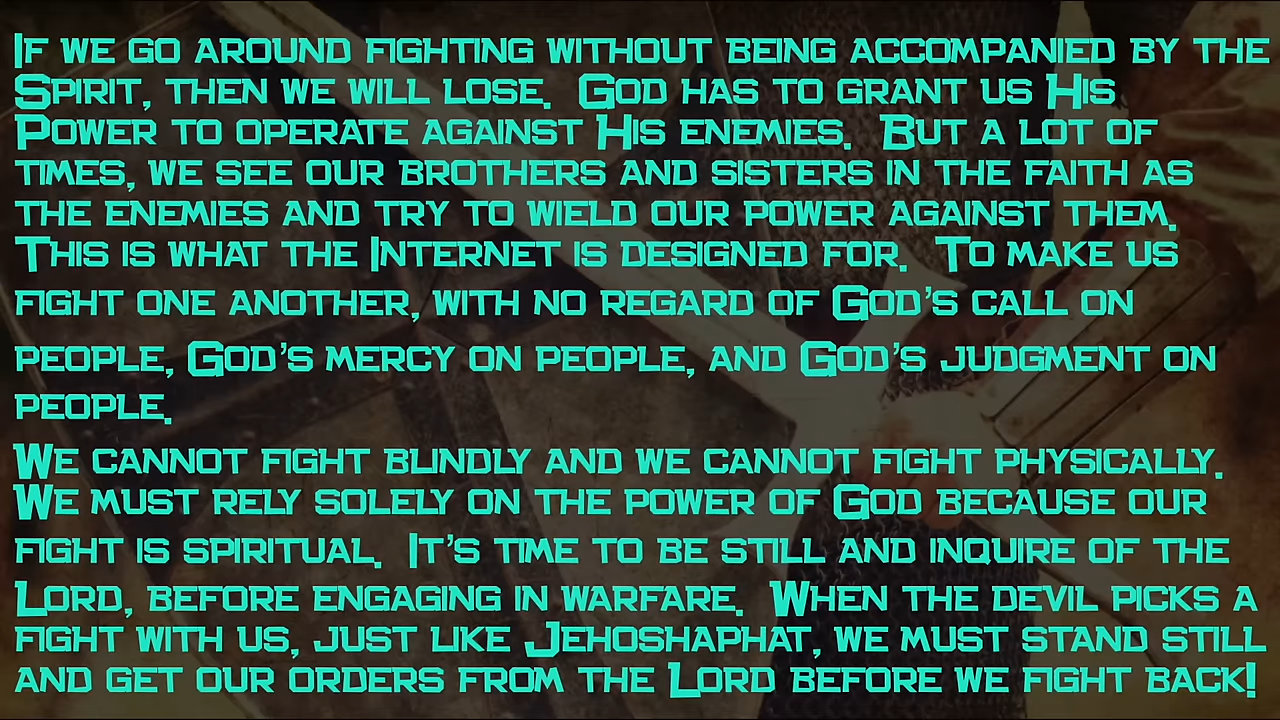 If we go around fighting without being accompanied by the
Spirit, then we will lose. God has to grant us His
Power to operate against His enemies. But a lot of
times, we see our brothers and sisters in the faith as
the enemies and try to wield our power against them.
This is what the Internet is designed for. To make us
fight one another, with no regard of God's call on
people, God's mercy on people, and God's judgment on
people.
We cannot fight blindly and we cannot fight physically.
We must rely solely on the power of God because our
fight is spiritual. It's time to be still and inquire of the
Lord, before engaging in warfare. When the devil picks a
fight with us, just like Jehoshaphat, we must stand still
and get our orders from the Lord before we fight back!